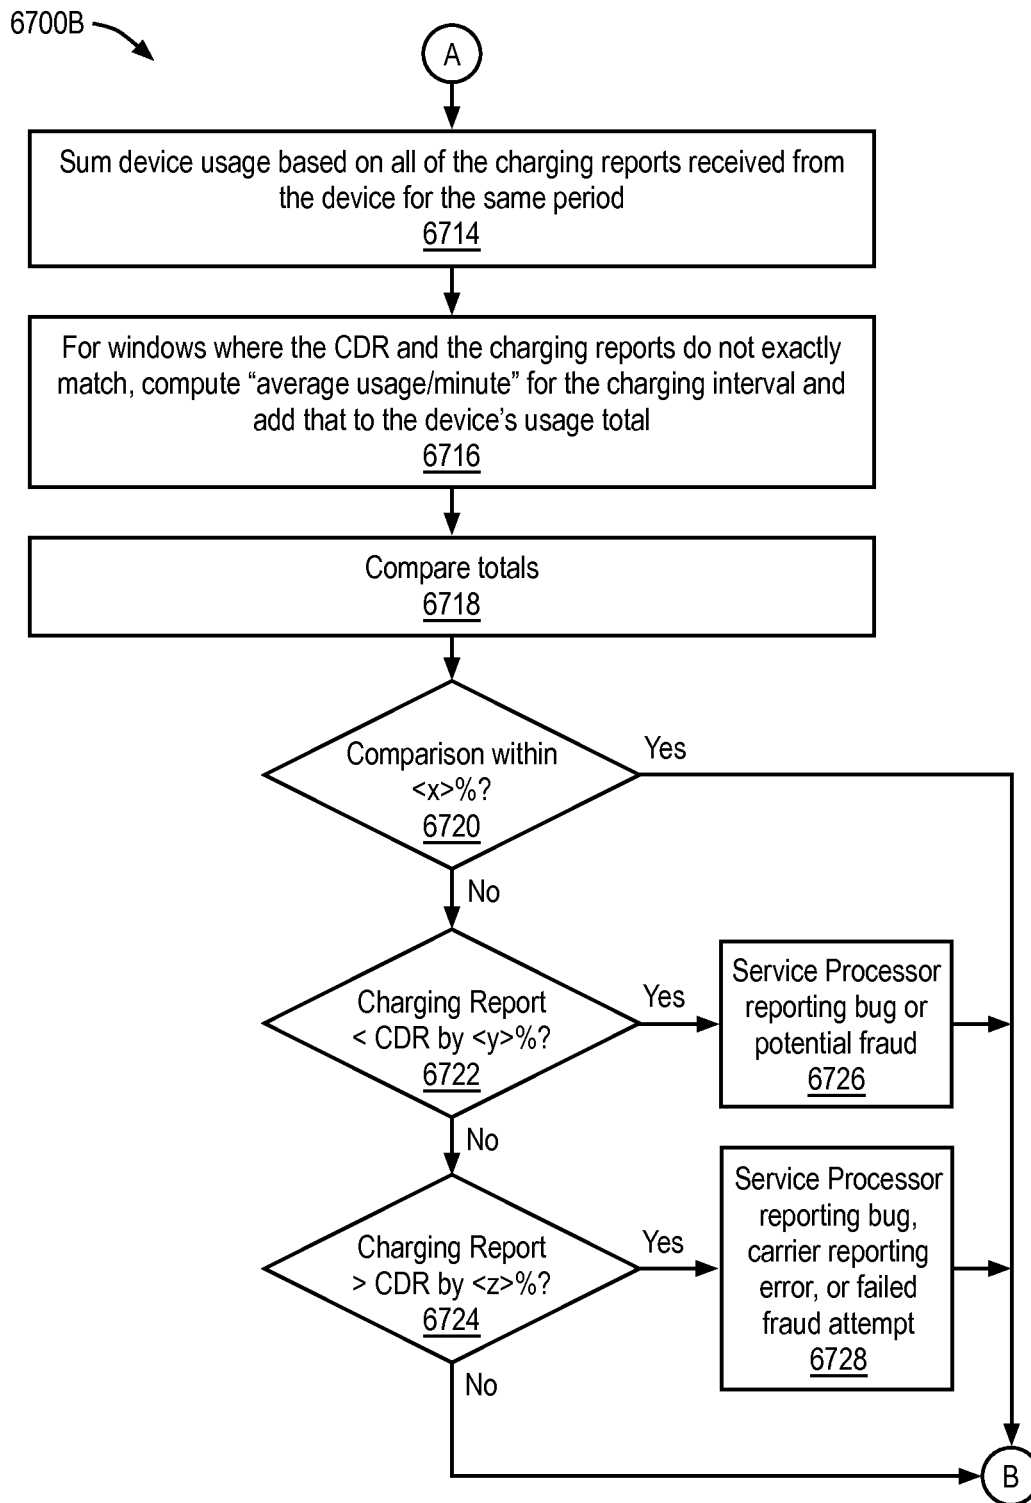 6700B
A
Sum device usage based on all of the charging reports received from
the device for the same period
6714
For windows where the CDR and the charging reports do not exactly
match, compute “average usage/minute” for the charging interval and
add that to the device’s usage total
6716
Compare totals
6718
Comparison within
<x>%?
6720
Yes
No
Charging Report
< CDR by <y>%?
6722
Yes
Service Processor
reporting bug or
potential fraud
6726
No
Charging Report
> CDR by <z>%?
6724
Yes
Service Processor
reporting bug,
carrier reporting
error, or failed
fraud attempt
6728
No
B